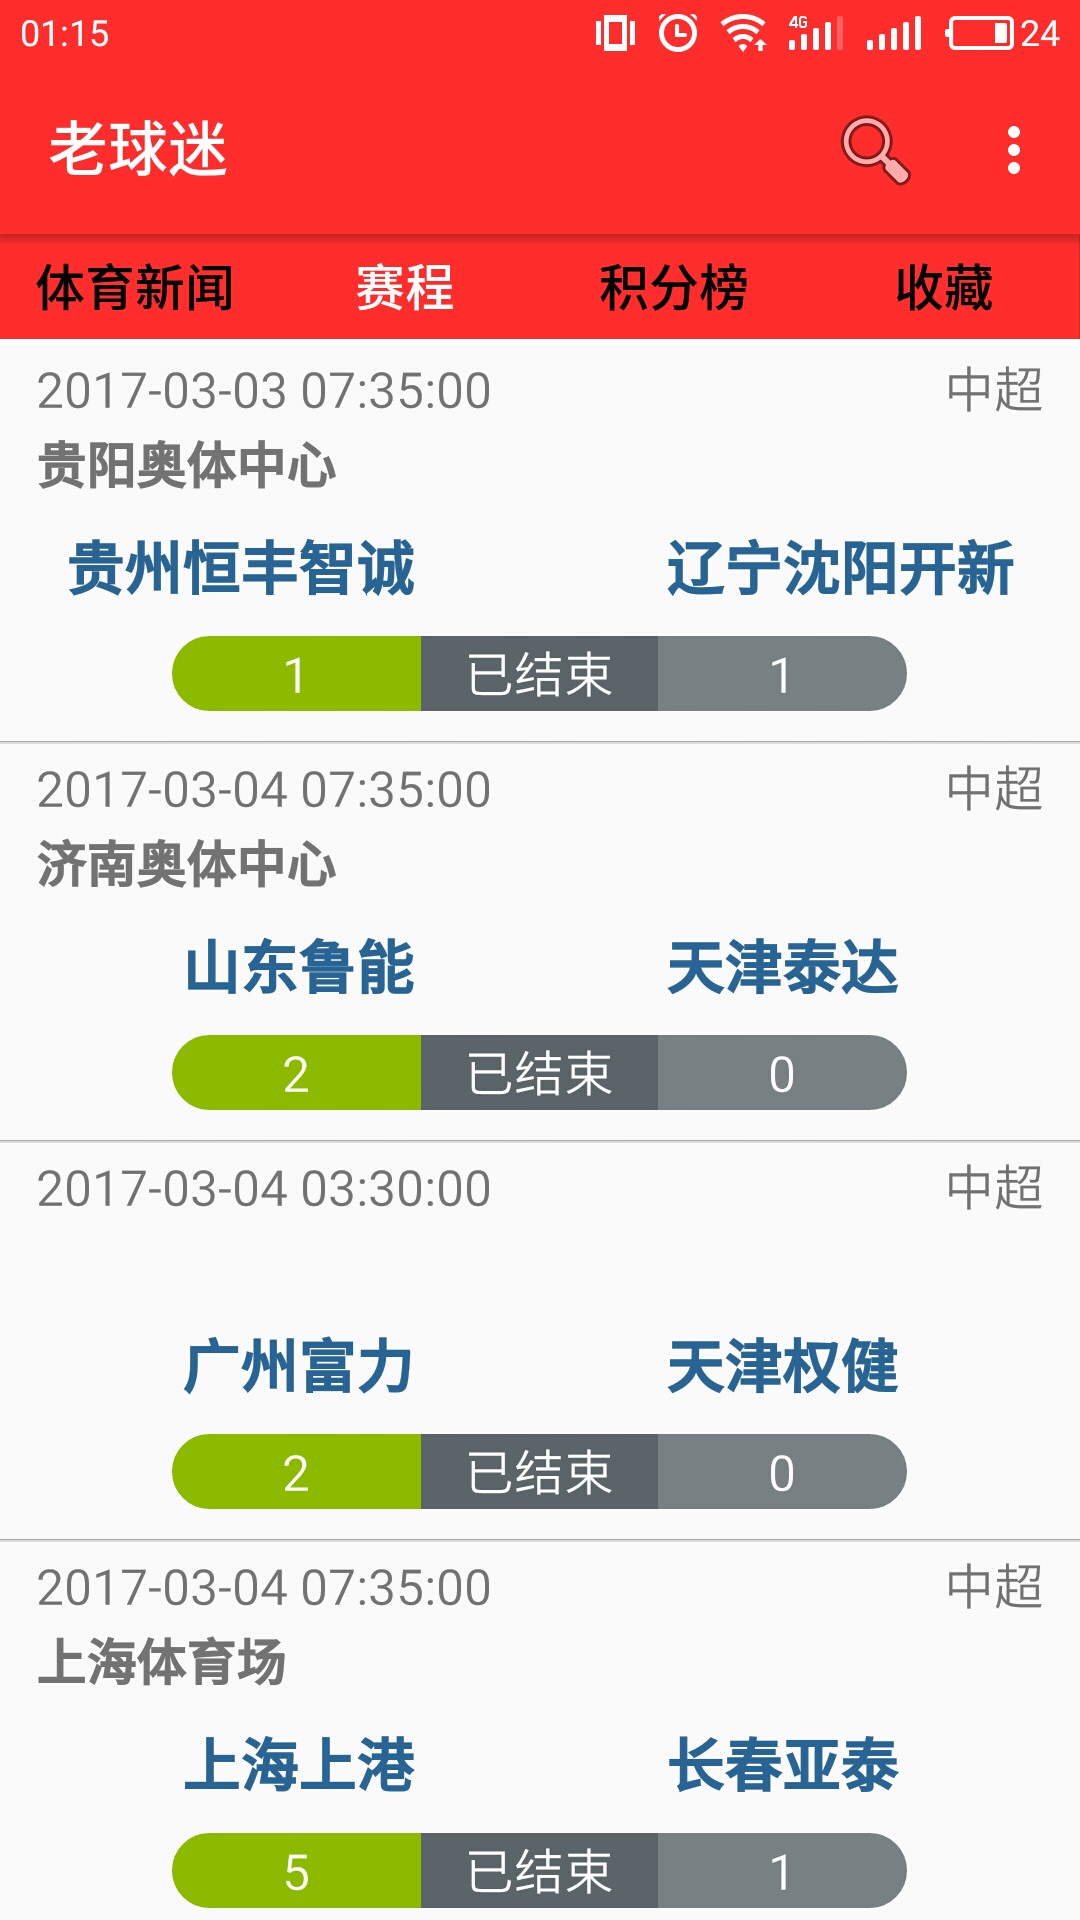 01:15 4G 24
老球迷
体育新闻 赛程 积分榜 收藏
2017-03-03 07:35:00 中超
贵阳奥体中心
贵州恒丰智诚 辽宁沈阳开新
1 已结束 1
2017-03-04 07:35:00 中超
济南奥体中心
山东鲁能 天津泰达
2 已结束 0
2017-03-04 03:30:00 中超
广州富力 天津权健
2 已结束 0
2017-03-04 07:35:00 中超
上海体育场
上海上港 长春亚泰
5 已结束 1